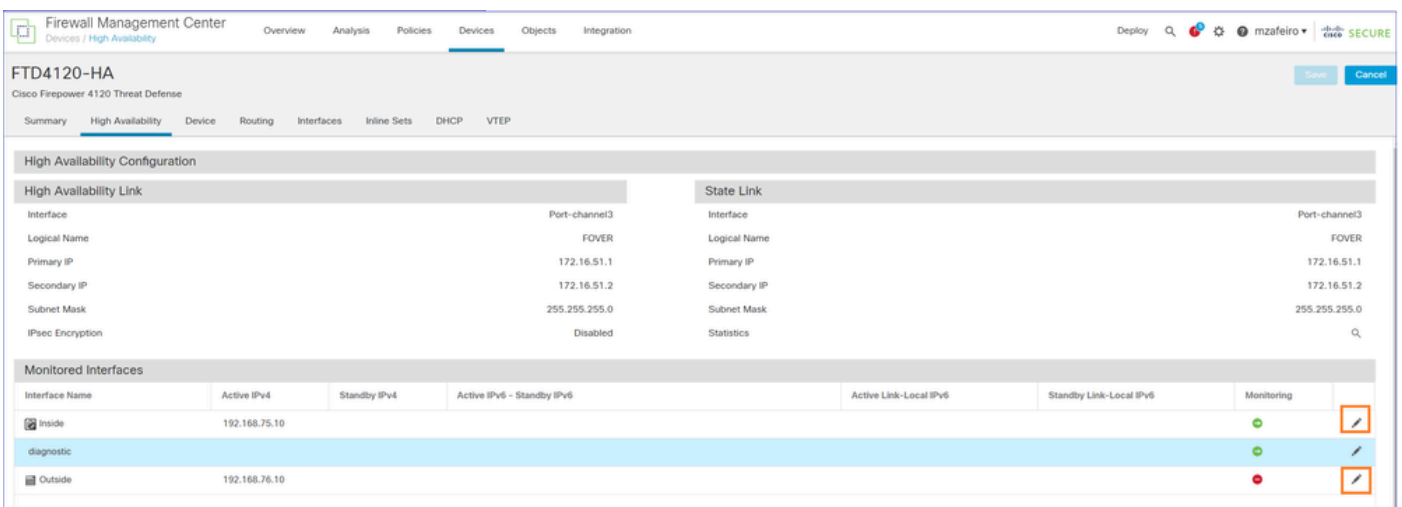 Firewall Management Center
Devices / High Availability
Overview Analysis Policies Devices Objects Integration
Deploy mzafeiro cisco SECURE
FTD4120-HA
Save Cancel
Cisco Firepower 4120 Threat Defense
Summary High Availability Device Routing Interfaces Inline Sets DHCP VTEP
High Availability Configuration
High Availability Link
Interface Port-channel3
Logical Name FOVER
Primary IP 172.16.51.1
Secondary IP 172.16.51.2
Subnet Mask 255.255.255.0
IPsec Encryption Disabled
State Link
Interface Port-channel3
Logical Name FOVER
Primary IP 172.16.51.1
Secondary IP 172.16.51.2
Subnet Mask 255.255.255.0
Statistics
Monitored Interfaces
Interface Name Active IPv4 Standby IPv4 Active IPv6 - Standby IPv6 Active Link-Local IPv6 Standby Link-Local IPv6 Monitoring
Inside 192.168.75.10
diagnostic
Outside 192.168.76.10